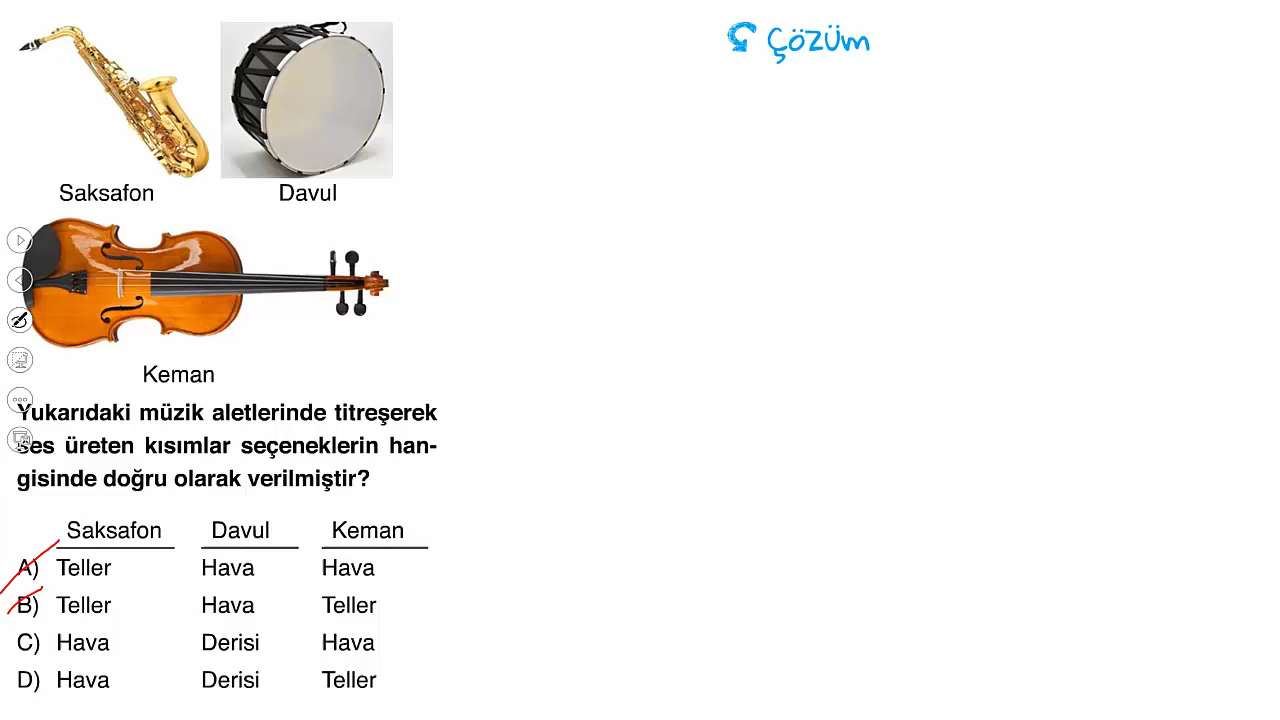 Çözüm
Saksafon Davul
Keman
Yukarıdaki müzik aletlerinde titreşerek
ses üreten kısımlar seçeneklerin han-
gisinde doğru olarak verilmiştir?
Saksafon Davul Keman
A) Teller Hava Hava
B) Teller Hava Teller
C) Hava Derisi Hava
D) Hava Derisi Teller